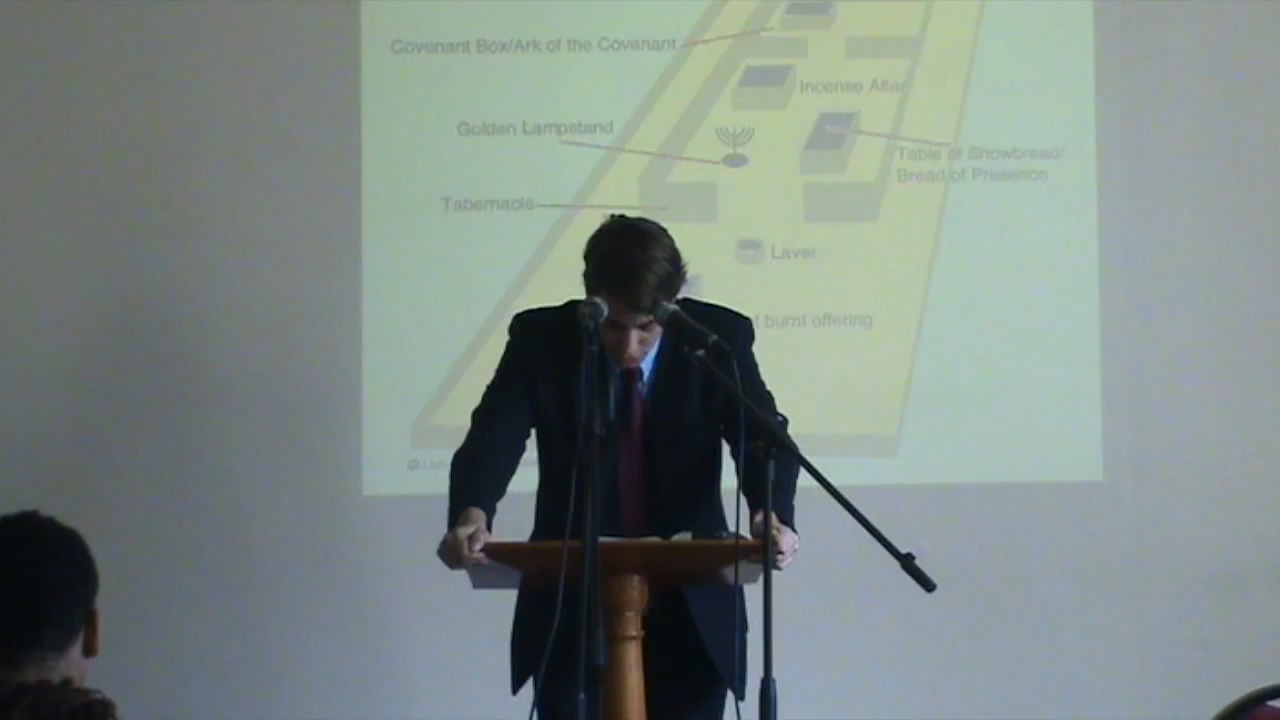 Covenant Box/Ark of the Covenant
Incense Altar
Golden Lampstand
Table of Showbread/
Bread of Presence
Tabernacle
Laver
burnt offering